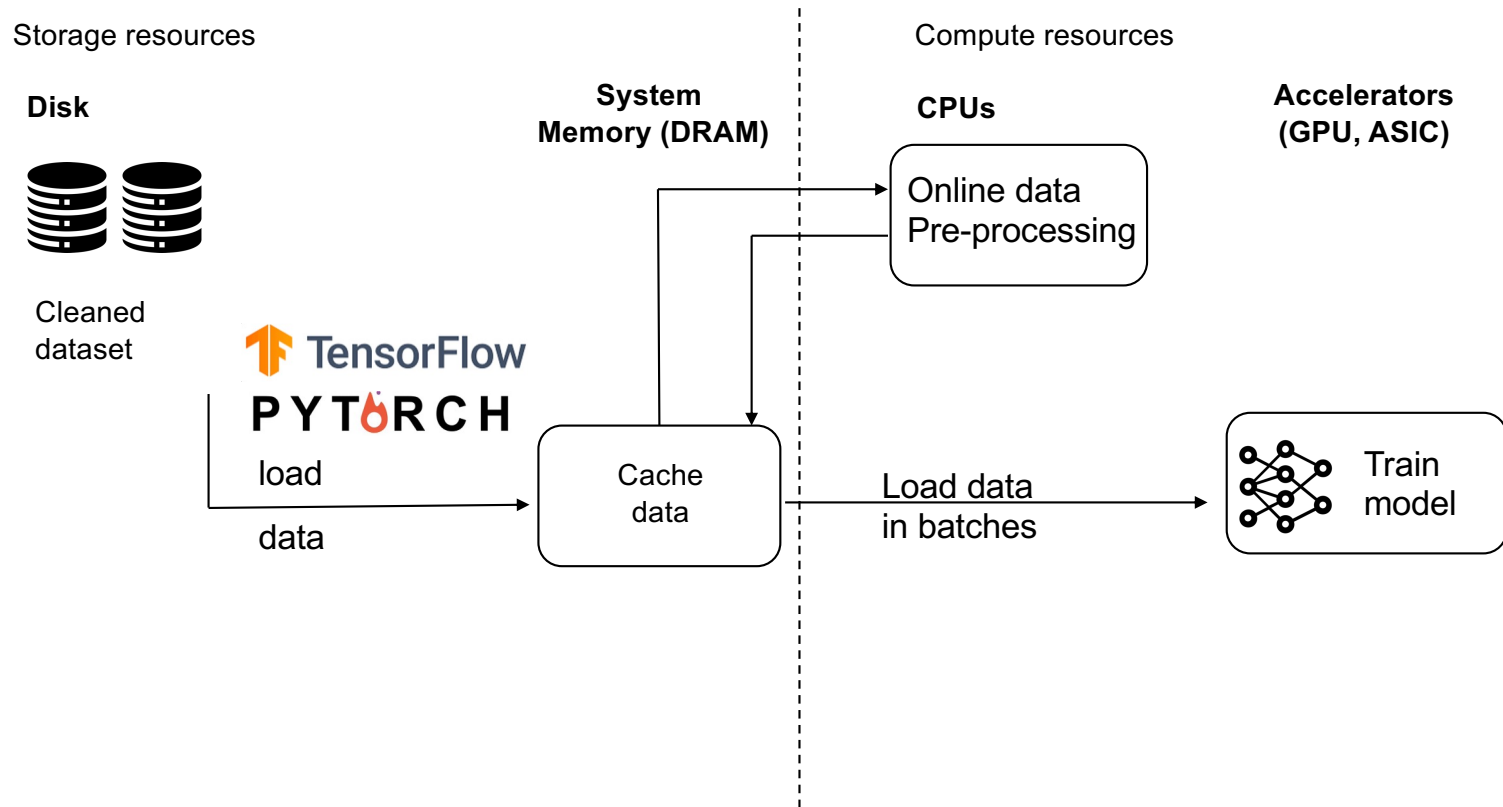 Storage resources
Compute resources
Disk
System
Memory (DRAM)
CPUs
Accelerators
(GPU, ASIC)
Online data
Pre-processing
Cleaned
dataset
TensorFlow
PYTORCH
load
data
Cache
data
Load data
in batches
Train
model